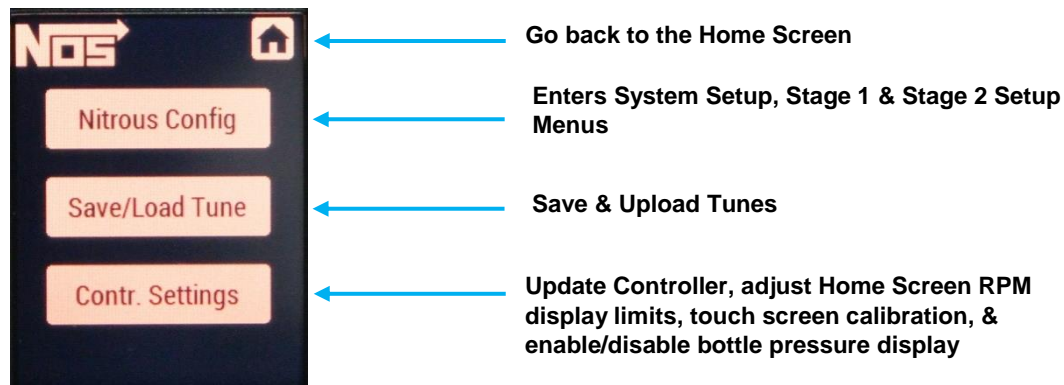 NOS
Go back to the Home Screen
Nitrous Config
Enters System Setup, Stage 1 & Stage 2 Setup
Menus
Save/Load Tune
Save & Upload Tunes
Contr. Settings
Update Controller, adjust Home Screen RPM
display limits, touch screen calibration, &
enable/disable bottle pressure display